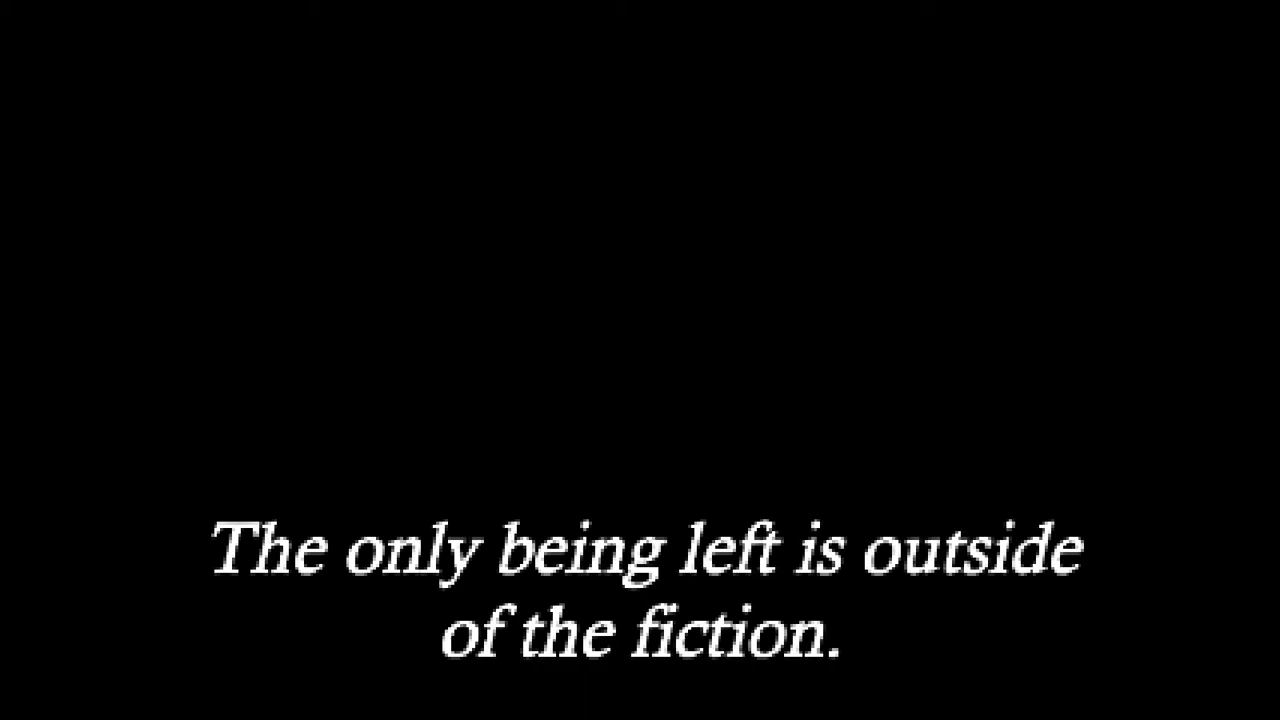 The only being left is outside
of the fiction.